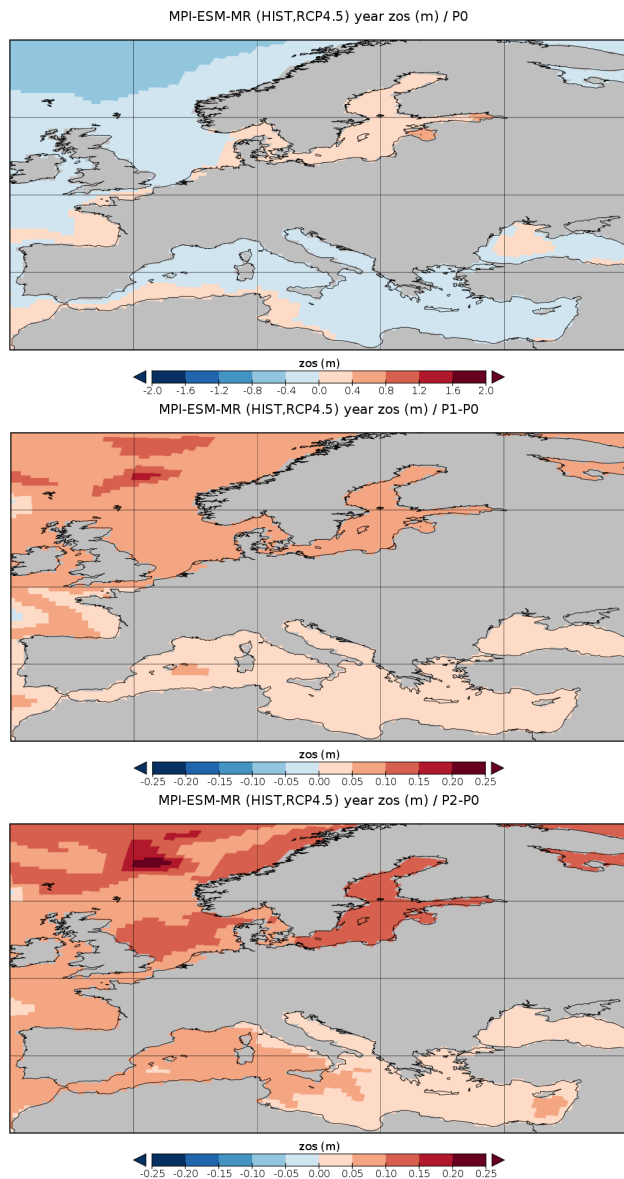 MPI-ESM-MR (HIST,RCP4.5) year zos (m) / P0
zos (m)
-2.0 -1.6 -1.2 -0.8 -0.4 0.0 0.4 0.8 1.2 1.6 2.0
MPI-ESM-MR (HIST,RCP4.5) year zos (m) / P1-P0
zos (m)
-0.25 -0.20 -0.15 -0.10 -0.05 0.00 0.05 0.10 0.15 0.20 0.25
MPI-ESM-MR (HIST,RCP4.5) year zos (m) / P2-P0
zos (m)
-0.25 -0.20 -0.15 -0.10 -0.05 0.00 0.05 0.10 0.15 0.20 0.25